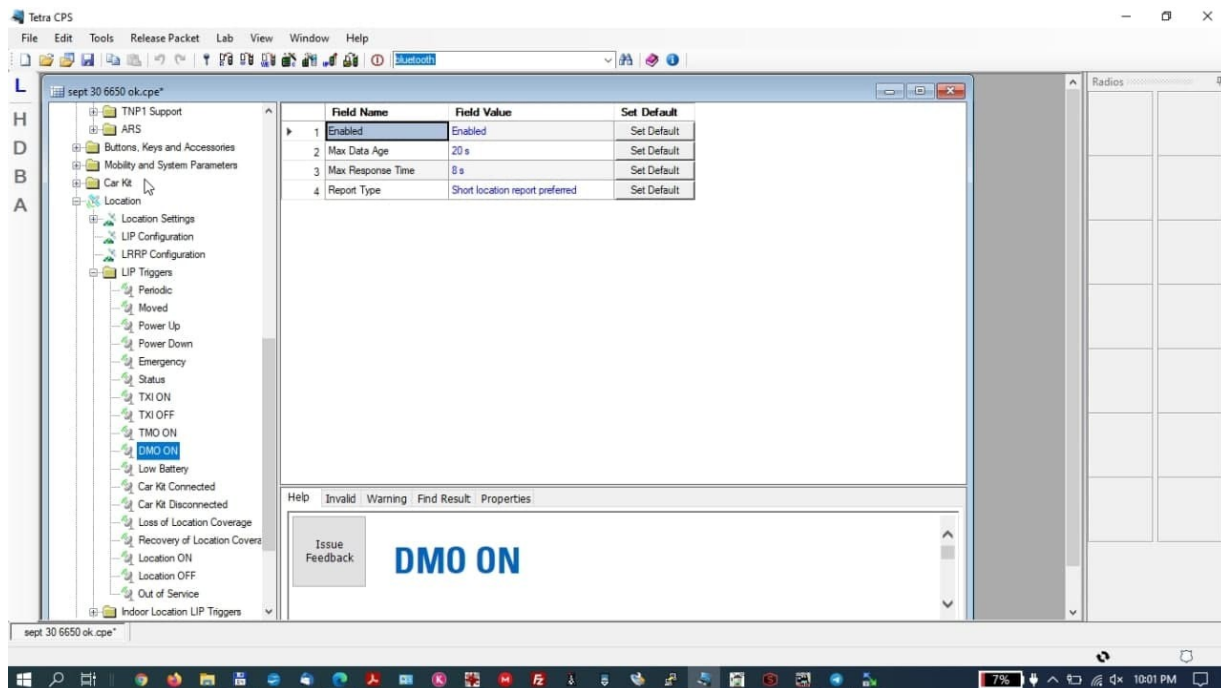 Tetra CPS
File Edit Tools Release Packet Lab View Window Help
bluetooth
L
H
D
B
A
sept 30 6650 ok.cpe*
TNP1 Support
ARS
Buttons, Keys and Accessories
Mobility and System Parameters
Car Kit
Location
Location Settings
LIP Configuration
LRRP Configuration
LIP Triggers
Periodic
Moved
Power Up
Power Down
Emergency
Status
TXI ON
TXI OFF
TMO ON
DMO ON
Low Battery
Car Kit Connected
Car Kit Disconnected
Loss of Location Coverage
Recovery of Location Covera
Location ON
Location OFF
Out of Service
Indoor Location LIP Triggers
Field Name Field Value Set Default
1 Enabled Enabled Set Default
2 Max Data Age 20 s Set Default
3 Max Response Time 8 s Set Default
4 Report Type Short location report preferred Set Default
Help Invalid Warning Find Result Properties
Issue
Feedback
DMO ON
Radios
sept 30 6650 ok.cpe*
7% 10:01 PM